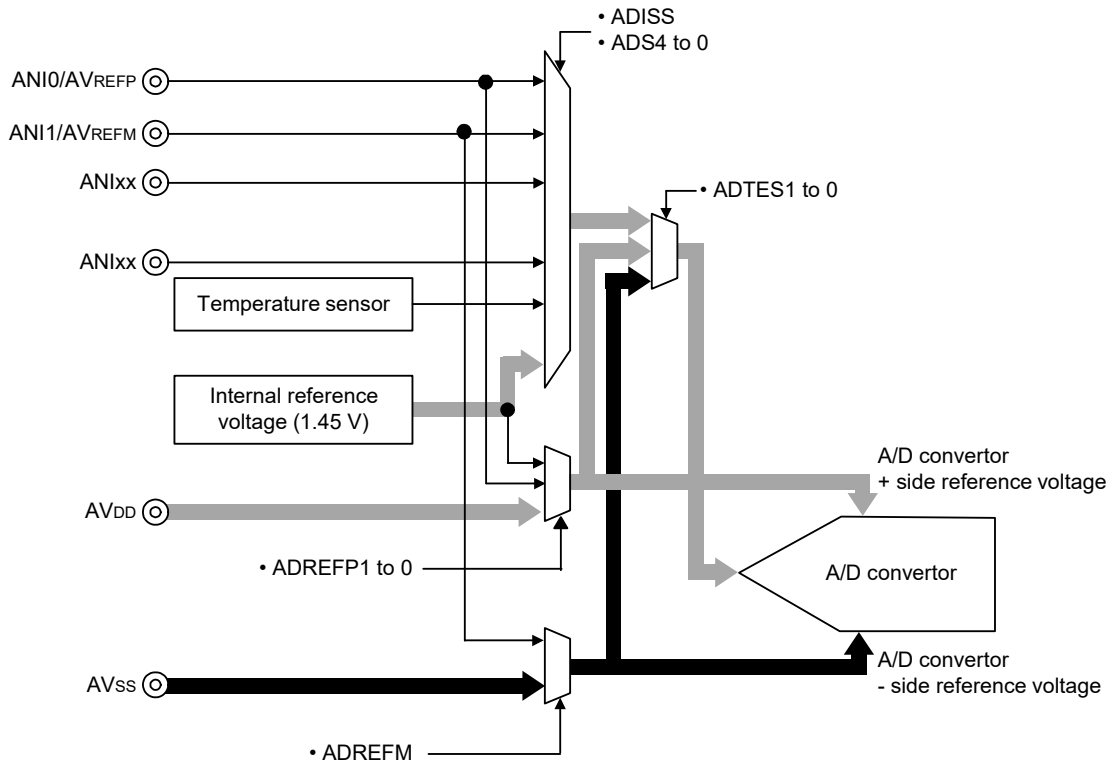 • ADISS
• ADS4 to 0
ANI0/AVREFP
ANI1/AVREFM
ANIxx
• ADTES1 to 0
ANIxx
Temperature sensor
Internal reference
voltage (1.45 V)
A/D convertor
+ side reference voltage
AVDD
• ADREFP1 to 0
A/D convertor
A/D convertor
- side reference voltage
AVSS
• ADREFM